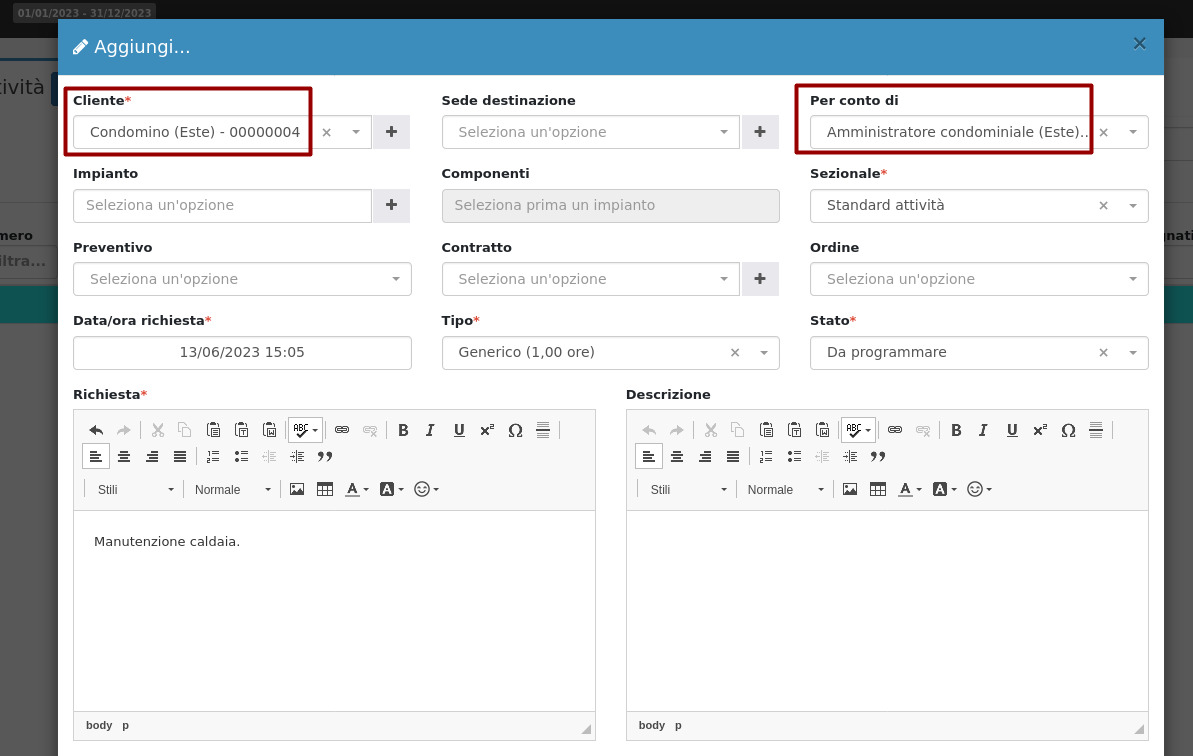 01/01/2023 - 31/12/2023
Aggiungi...
tività
Cliente*
Sede destinazione
Per conto di
Condomino (Este) - 00000004
Seleziona un'opzione
Amministratore condominiale (Este)...
Impianto
Componenti
Sezionale*
Seleziona un'opzione
Seleziona prima un impianto
Standard attività
mero
Preventivo
Contratto
Ordine
gnati
iltra...
Seleziona un'opzione
Seleziona un'opzione
Seleziona un'opzione
Data/ora richiesta*
Tipo*
Stato*
13/06/2023 15:05
Generico (1,00 ore)
Da programmare
Richiesta*
Descrizione
ABC
B I U x² Ω
ABC
B I U x² Ω
Stili
Normale
A
A
Stili
Normale
A
A
Manutenzione caldaia.
body p
body p